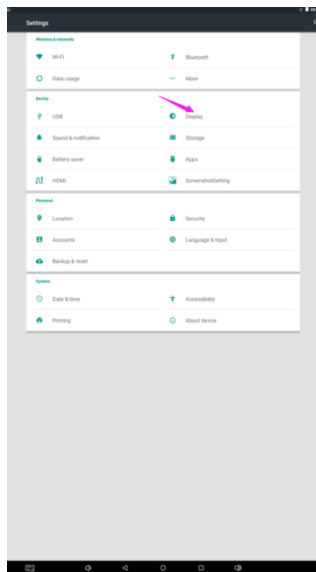 Settings
Wireless & networks
Wi-Fi
Bluetooth
Data usage
More
Device
USB
Display
Sound & notification
Storage
Battery saver
Apps
HDMI
ScreenshotSetting
Personal
Location
Security
Accounts
Language & input
Backup & reset
System
Date & time
Accessibility
Printing
About device